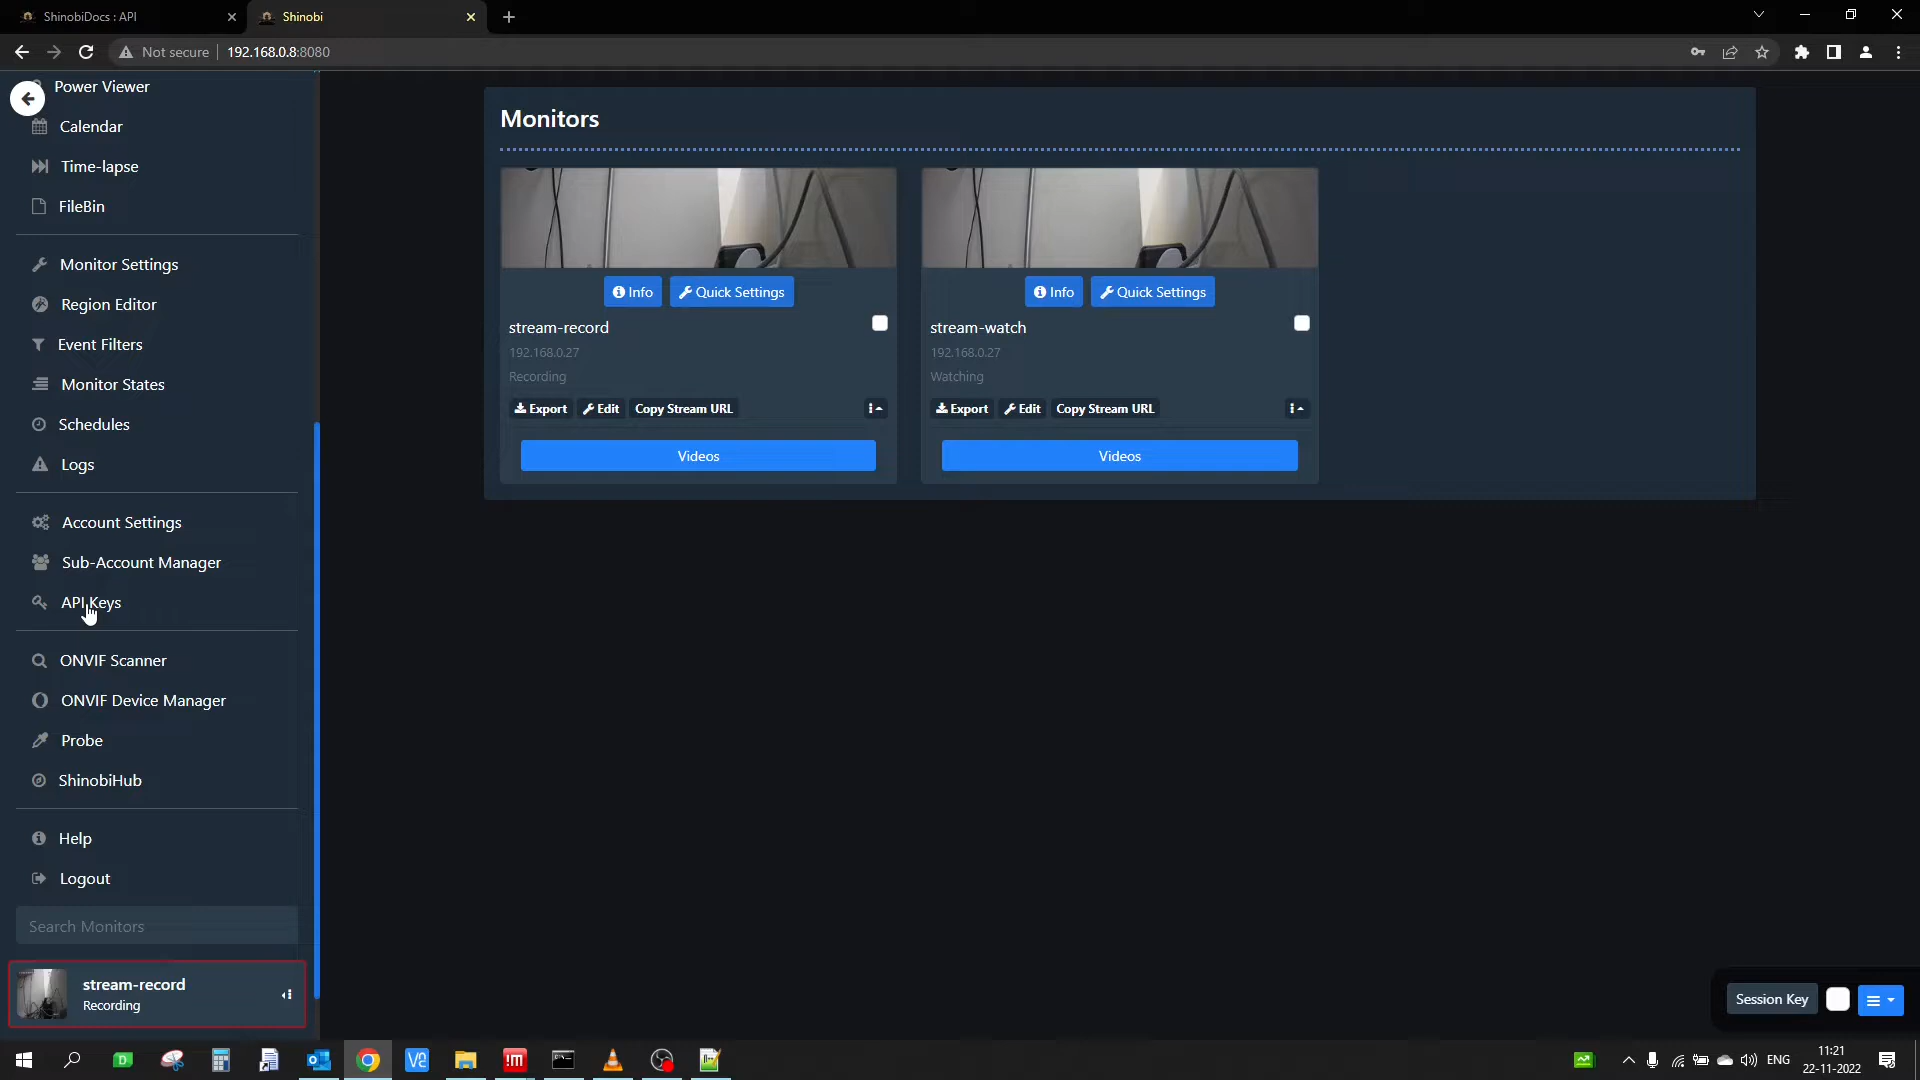 ShinobiDocs : API
Shinobi
Not secure
192.168.0.8:8080
Power Viewer
Calendar
Time-lapse
FileBin
Monitor Settings
Region Editor
Event Filters
Monitor States
Schedules
Logs
Account Settings
Sub-Account Manager
API Keys
ONVIF Scanner
ONVIF Device Manager
Probe
ShinobiHub
Help
Logout
Search Monitors
stream-record
Recording
Monitors
Info
Quick Settings
stream-record
192.168.0.27
Recording
Export
Edit
Copy Stream URL
Videos
Info
Quick Settings
stream-watch
192.168.0.27
Watching
Export
Edit
Copy Stream URL
Videos
Session Key
ENG
11:21
22-11-2022